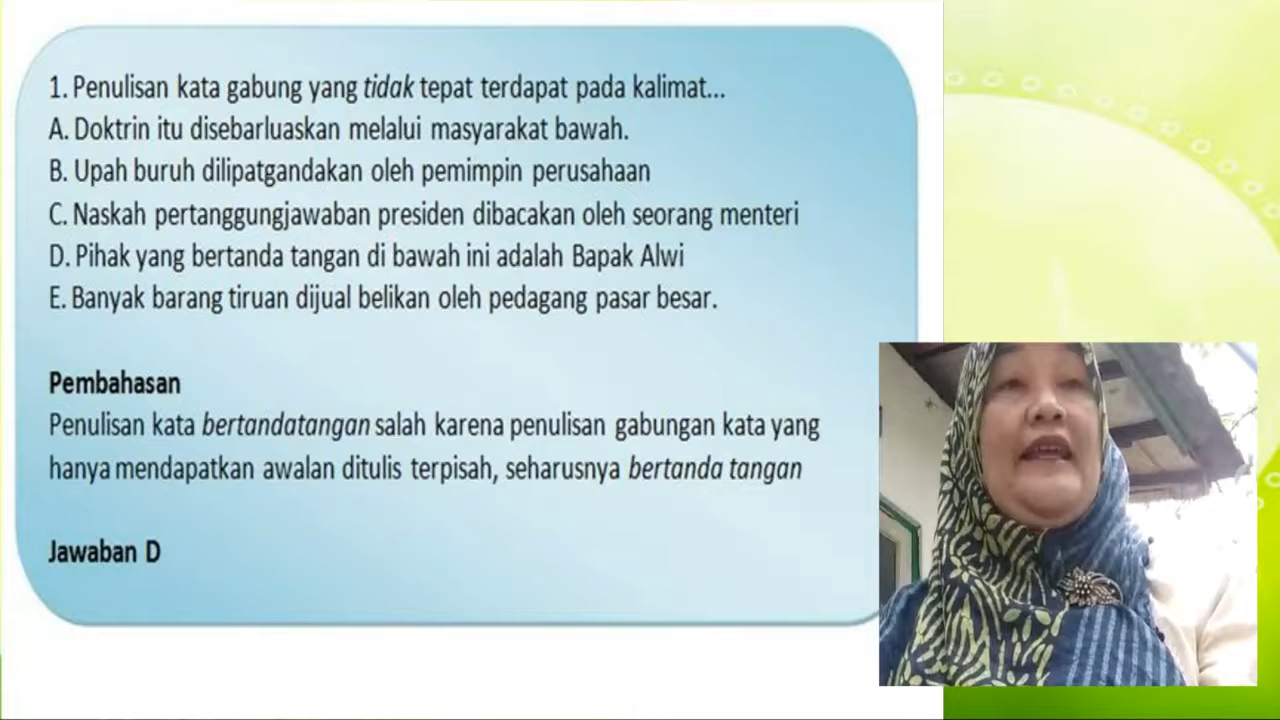 1. Penulisan kata gabung yang tidak tepat terdapat pada kalimat...
A. Doktrin itu disebarluaskan melalui masyarakat bawah.
B. Upah buruh dilipatgandakan oleh pemimpin perusahaan
C. Naskah pertanggungjawaban presiden dibacakan oleh seorang menteri
D. Pihak yang bertanda tangan di bawah ini adalah Bapak Alwi
E. Banyak barang tiruan dijual belikan oleh pedagang pasar besar.
Pembahasan
Penulisan kata bertandatangan salah karena penulisan gabungan kata yang
hanya mendapatkan awalan ditulis terpisah, seharusnya bertanda tangan
Jawaban D